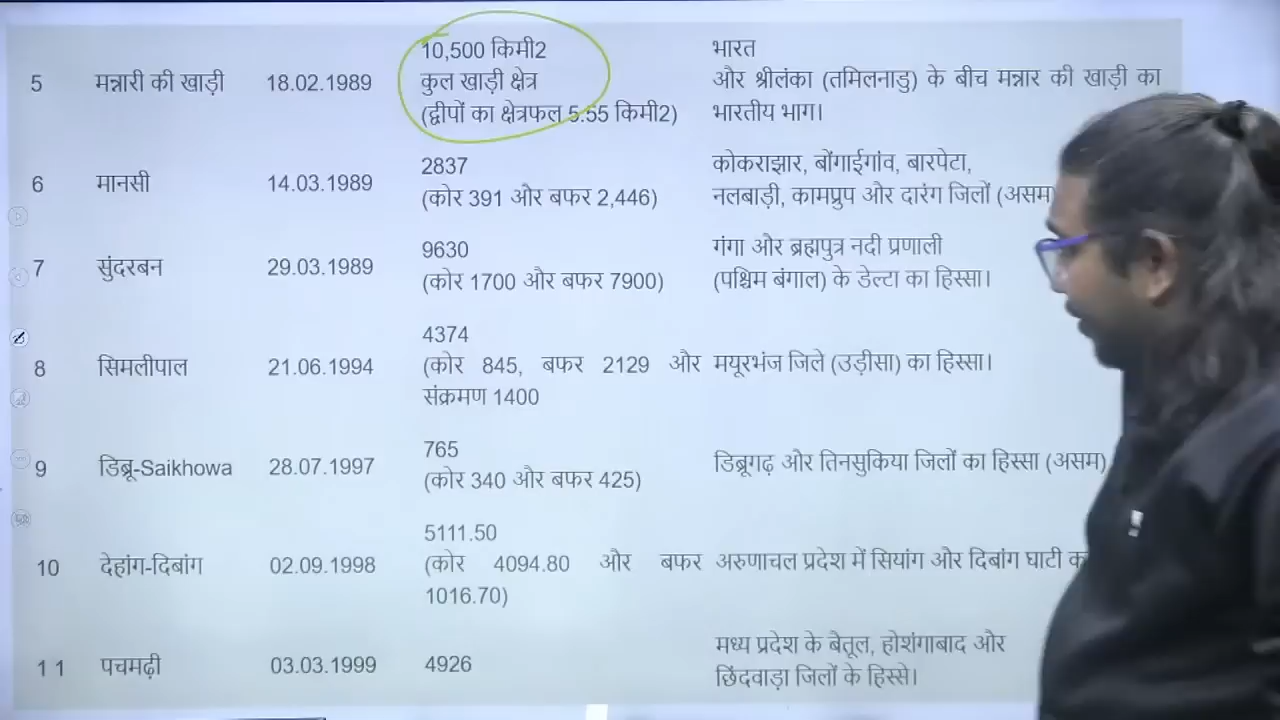 5 मन्नारी की खाड़ी 18.02.1989 10,500 किमी2 कुल खाड़ी क्षेत्र (द्वीपों का क्षेत्रफल 5.55 किमी2) भारत और श्रीलंका (तमिलनाडु) के बीच मन्नार की खाड़ी का भारतीय भाग।
6 मानसी 14.03.1989 2837 (कोर 391 और बफर 2,446) कोकराझार, बोंगाईगांव, बारपेटा, नलबाड़ी, कामप्रुप और दारंग जिलों (असम
7 सुंदरबन 29.03.1989 9630 (कोर 1700 और बफर 7900) गंगा और ब्रह्मपुत्र नदी प्रणाली (पश्चिम बंगाल) के डेल्टा का हिस्सा।
8 सिमलीपाल 21.06.1994 4374 (कोर 845, बफर 2129 और संक्रमण 1400 मयूरभंज जिले (उड़ीसा) का हिस्सा।
9 डिब्रू-Saikhowa 28.07.1997 765 (कोर 340 और बफर 425) डिब्रूगढ़ और तिनसुकिया जिलों का हिस्सा (असम)
10 देहांग-दिबांग 02.09.1998 5111.50 (कोर 4094.80 और बफर 1016.70) अरुणाचल प्रदेश में सियांग और दिबांग घाटी
11 पचमढ़ी 03.03.1999 4926 मध्य प्रदेश के बैतूल, होशंगाबाद और छिंदवाड़ा जिलों के हिस्से।